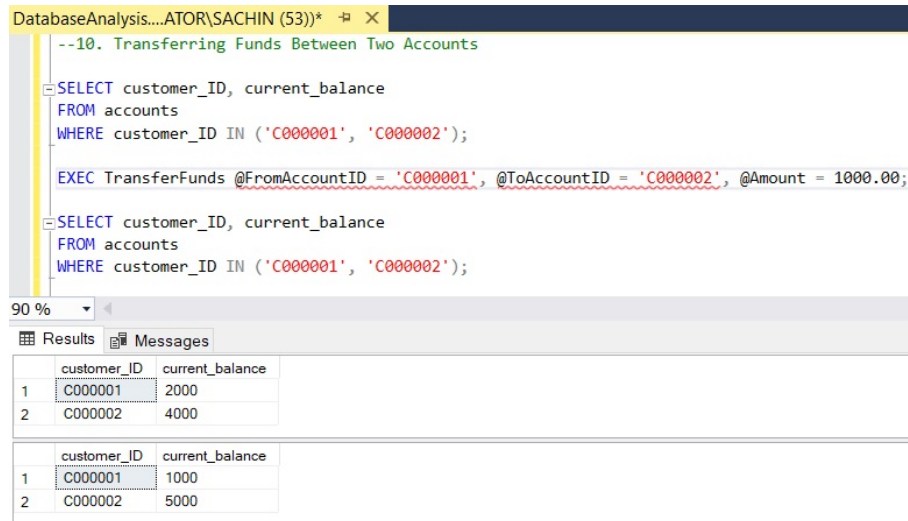 DatabaseAnalysis....ATOR\SACHIN (53))*
--10. Transferring Funds Between Two Accounts
SELECT customer_ID, current_balance
FROM accounts
WHERE customer_ID IN ('C000001', 'C000002');
EXEC TransferFunds @FromAccountID = 'C000001', @ToAccountID = 'C000002', @Amount = 1000.00;
SELECT customer_ID, current_balance
FROM accounts
WHERE customer_ID IN ('C000001', 'C000002');
90 %
Results Messages
customer_ID current_balance
1 C000001 2000
2 C000002 4000
customer_ID current_balance
1 C000001 1000
2 C000002 5000